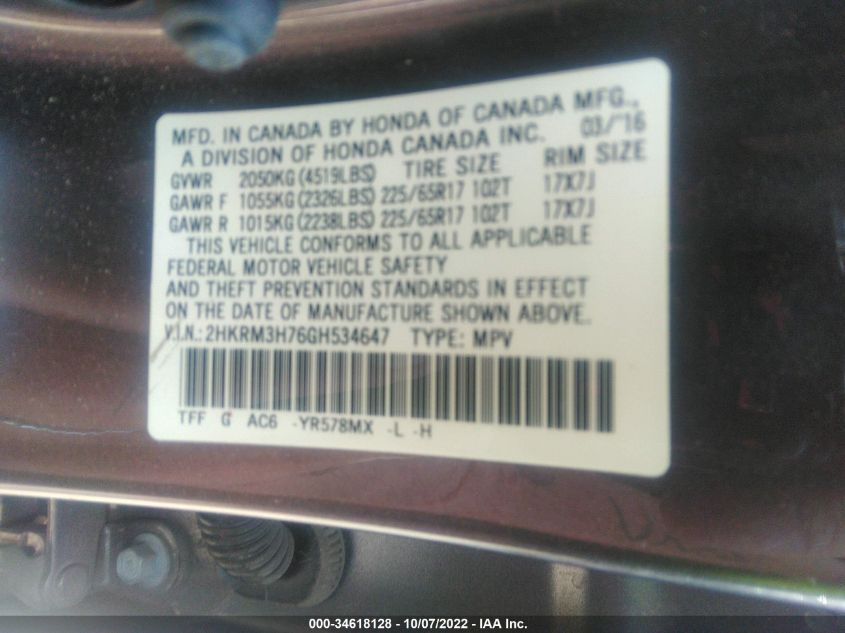 MFD. IN CANADA BY HONDA OF CANADA MFG.,
A DIVISION OF HONDA CANADA INC. 03/'16
GVWR 2050KG(4519LBS) TIRE SIZE RIM SIZE
GAWR F 1055KG(2326LBS) 225/65R17 102T 17X7J
GAWR R 1015KG(2238LBS) 225/65R17 102T 17X7J
THIS VEHICLE CONFORMS TO ALL APPLICABLE
FEDERAL MOTOR VEHICLE SAFETY
AND THEFT PREVENTION STANDARDS IN EFFECT
ON THE DATE OF MANUFACTURE SHOWN ABOVE.
V.I.N.: 2HKRM3H76GH534647 TYPE: MPV
TFF G AC6 -YR578MX -L -H
000-34618128 - 10/07/2022 - IAA Inc.